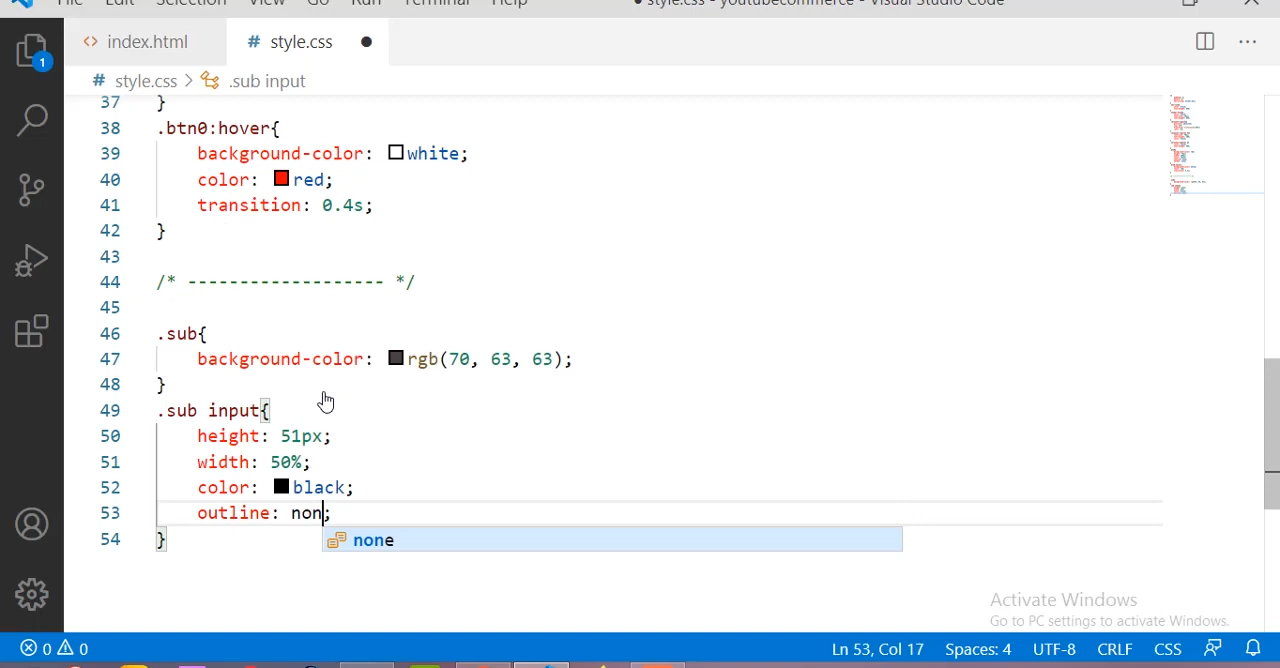 File Edit Selection View Go Run Terminal Help ● style.css - youtubecommerce - Visual Studio Code
<> index.html # style.css ●
# style.css > .sub input
1
37 }
38 .btn0:hover{
39 background-color: white;
40 color: red;
41 transition: 0.4s;
42 }
43
44 /* ------------------- */
45
46 .sub{
47 background-color: rgb(70, 63, 63);
48 }
49 .sub input{
50 height: 51px;
51 width: 50%;
52 color: black;
53 outline: non;
54 }
none
Activate Windows
Go to PC settings to activate Windows.
0 0 Ln 53, Col 17 Spaces: 4 UTF-8 CRLF CSS